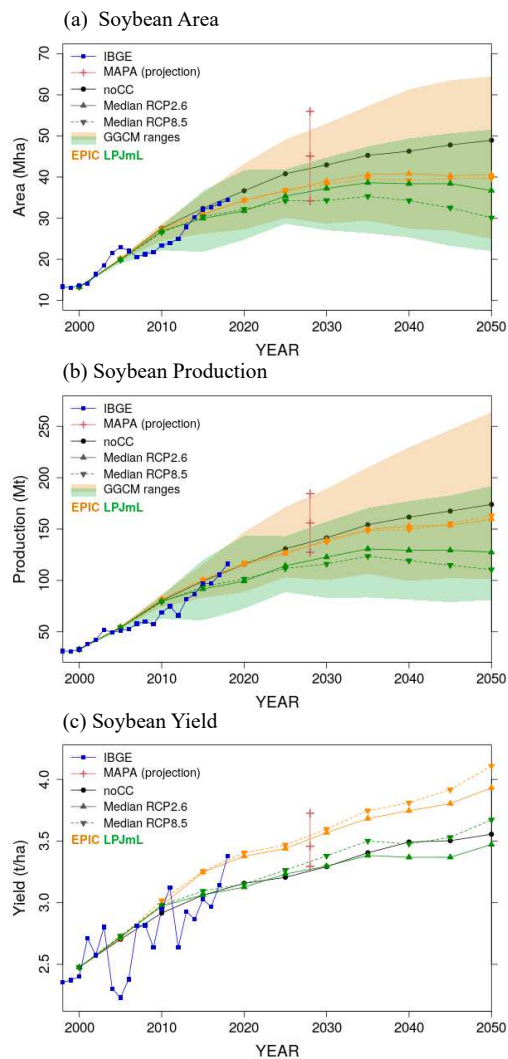 (a) Soybean Area
IBGE
MAPA (projection)
noCC
Median RCP2.6
Median RCP8.5
GGCM ranges
EPIC LPJmL
Area (Mha)
70
60
50
40
30
20
10
2000 2010 2020 2030 2040 2050
YEAR
(b) Soybean Production
IBGE
MAPA (projection)
noCC
Median RCP2.6
Median RCP8.5
GGCM ranges
EPIC LPJmL
Production (Mt)
250
200
150
100
50
2000 2010 2020 2030 2040 2050
YEAR
(c) Soybean Yield
IBGE
MAPA (projection)
noCC
Median RCP2.6
Median RCP8.5
EPIC LPJmL
Yield (t/ha)
4.0
3.5
3.0
2.5
2000 2010 2020 2030 2040 2050
YEAR